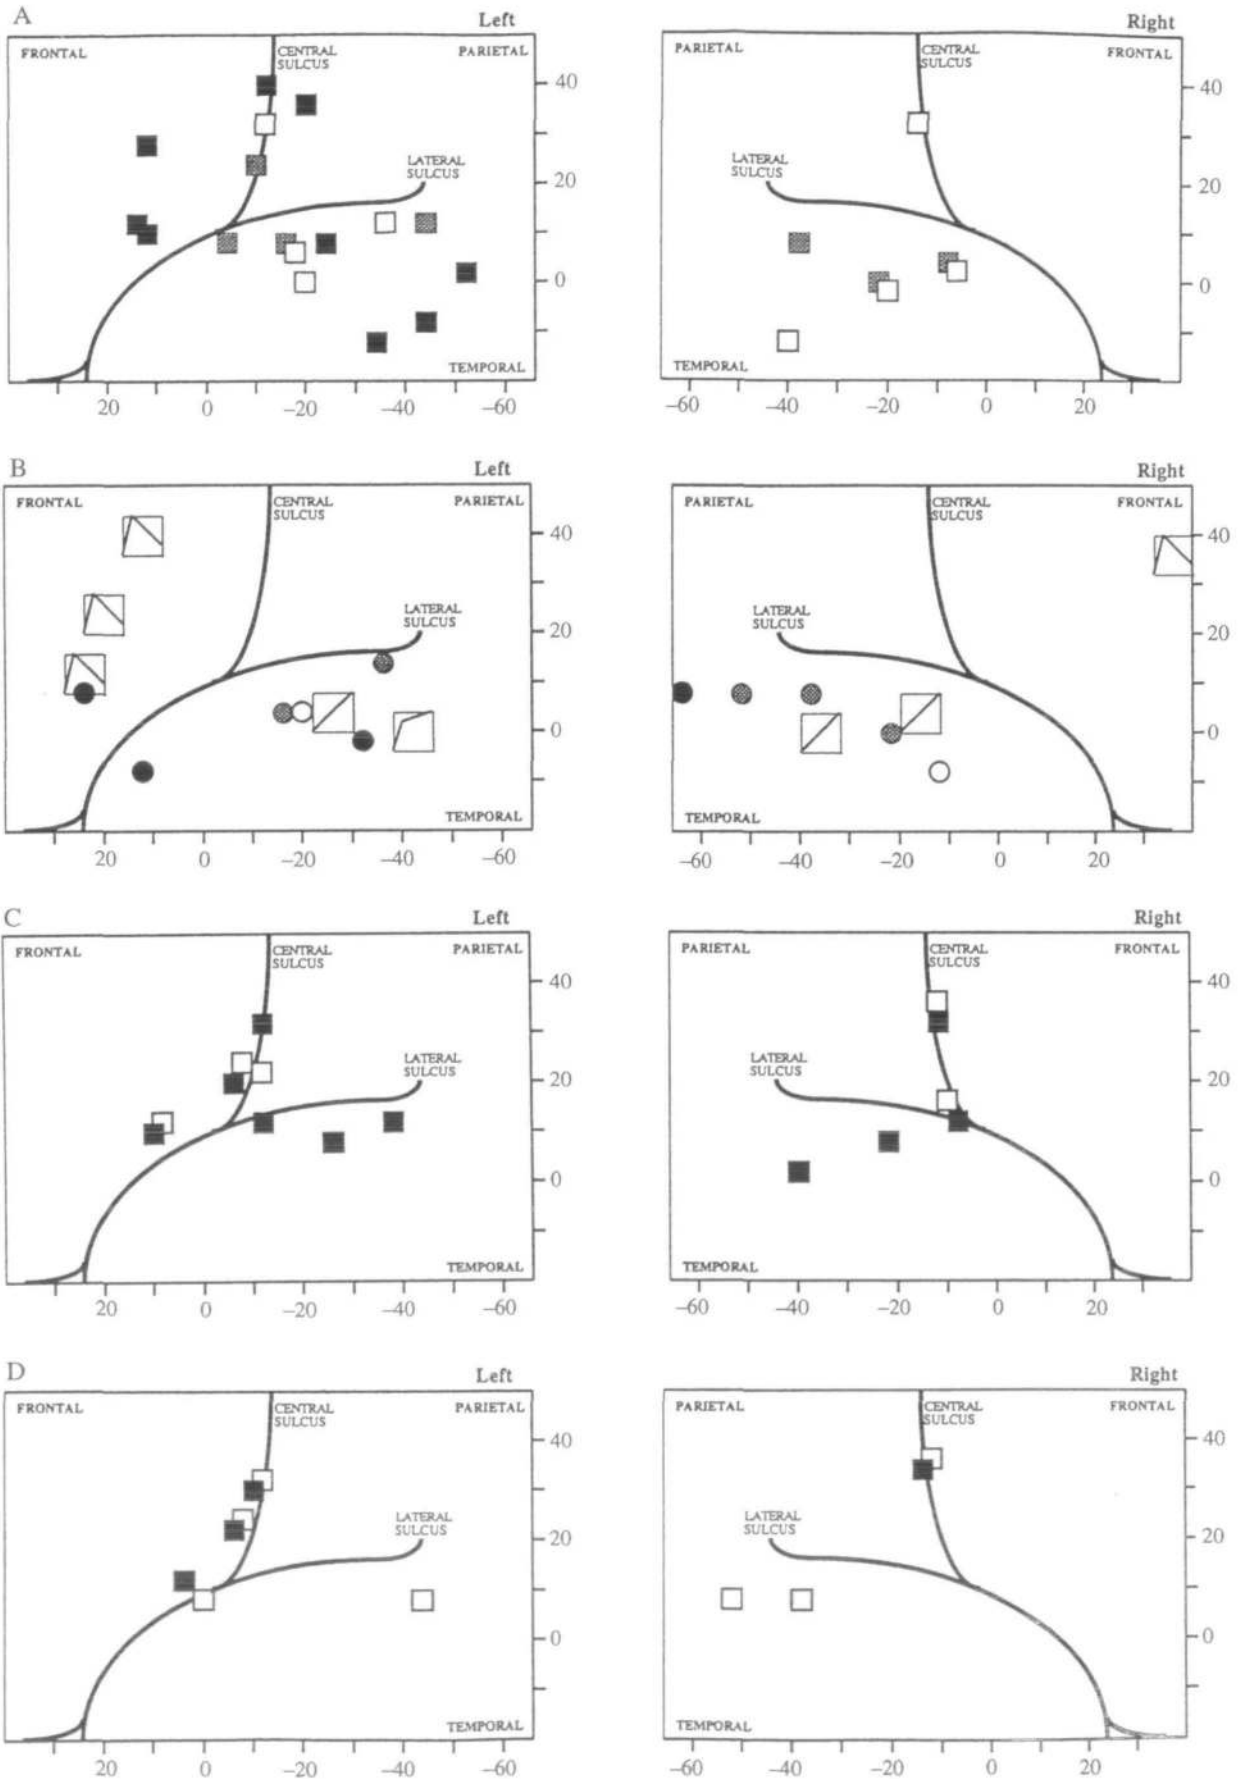 A
Left
Right
FRONTAL
CENTRAL
SULCUS
PARIETAL
PARIETAL
CENTRAL
SULCUS
FRONTAL
40
40
LATERAL
SULCUS
LATERAL
SULCUS
20
20
0
0
TEMPORAL
TEMPORAL
20 0 −20 −40 −60
−60 −40 −20 0 20
B
Left
Right
FRONTAL
CENTRAL
SULCUS
PARIETAL
PARIETAL
CENTRAL
SULCUS
FRONTAL
40
40
LATERAL
SULCUS
LATERAL
SULCUS
20
20
0
0
TEMPORAL
TEMPORAL
20 0 −20 −40 −60
−60 −40 −20 0 20
C
Left
Right
FRONTAL
CENTRAL
SULCUS
PARIETAL
PARIETAL
CENTRAL
SULCUS
FRONTAL
40
40
LATERAL
SULCUS
LATERAL
SULCUS
20
20
0
0
TEMPORAL
TEMPORAL
20 0 −20 −40 −60
−60 −40 −20 0 20
D
Left
Right
FRONTAL
CENTRAL
SULCUS
PARIETAL
PARIETAL
CENTRAL
SULCUS
FRONTAL
40
40
LATERAL
SULCUS
LATERAL
SULCUS
20
20
0
0
TEMPORAL
TEMPORAL
20 0 −20 −40 −60
−60 −40 −20 0 20